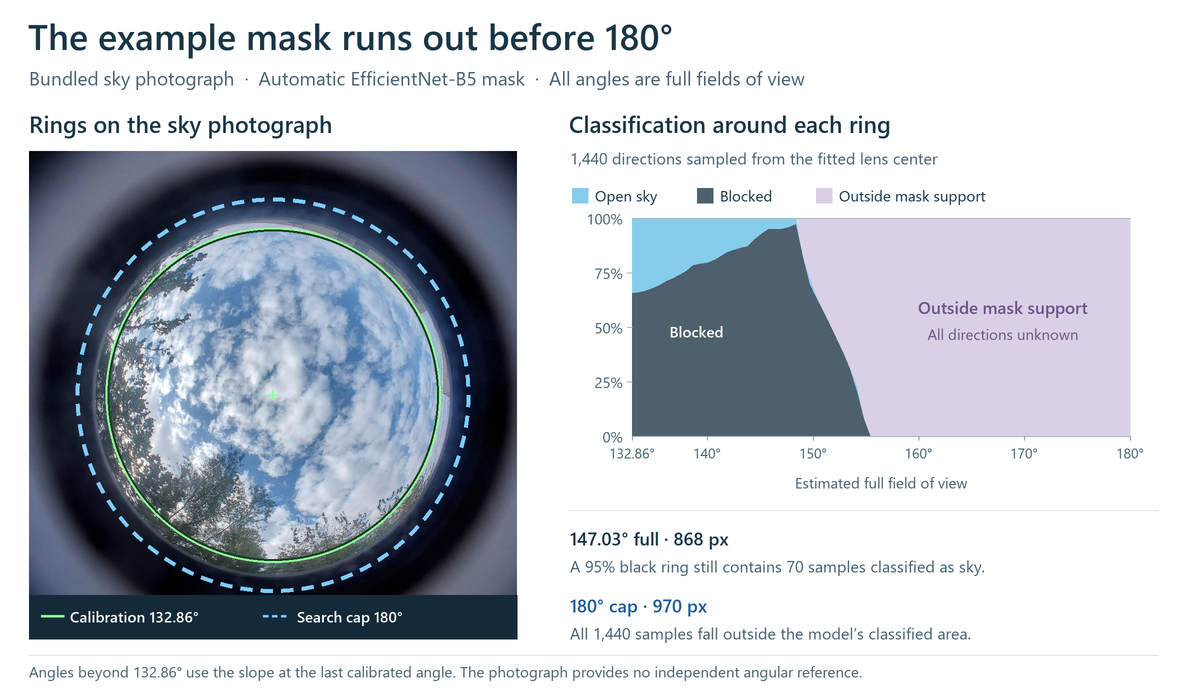 The example mask runs out before 180°
Bundled sky photograph · Automatic EfficientNet-B5 mask · All angles are full fields of view
Rings on the sky photograph
Calibration 132.86°
Search cap 180°
Classification around each ring
1,440 directions sampled from the fitted lens center
Open sky
Blocked
Outside mask support
100%
75%
50%
25%
0%
Blocked
Outside mask support
All directions unknown
132.86°
140°
150°
160°
170°
180°
Estimated full field of view
147.03° full · 868 px
A 95% black ring still contains 70 samples classified as sky.
180° cap · 970 px
All 1,440 samples fall outside the model’s classified area.
Angles beyond 132.86° use the slope at the last calibrated angle. The photograph provides no independent angular reference.